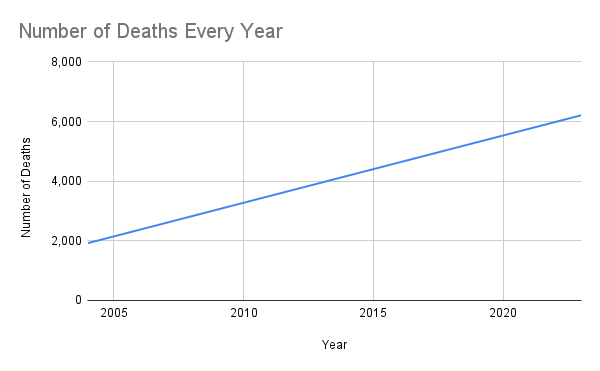 Number of Deaths Every Year
8,000
6,000
4,000
2,000
0
Number of Deaths
2005 2010 2015 2020
Year